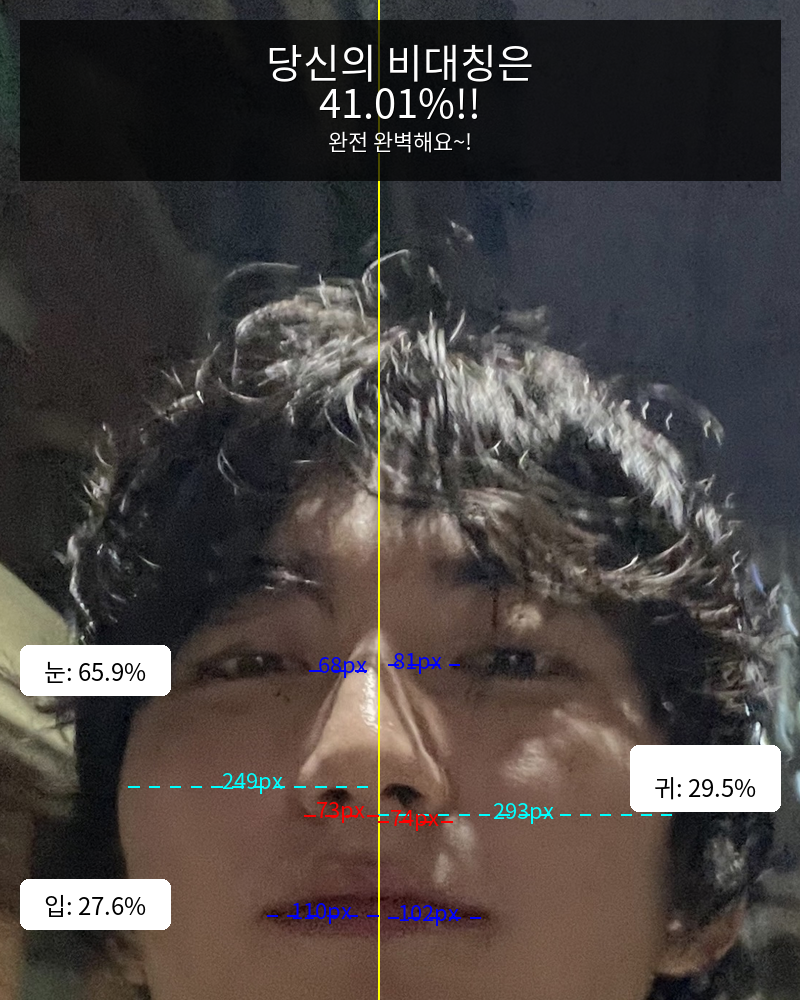 당신의 비대칭은
41.01%!!
완전 완벽해요~!
68px
81px
눈: 65.9%
249px
귀: 29.5%
73px
74px
293px
입: 27.6%
110px
102px